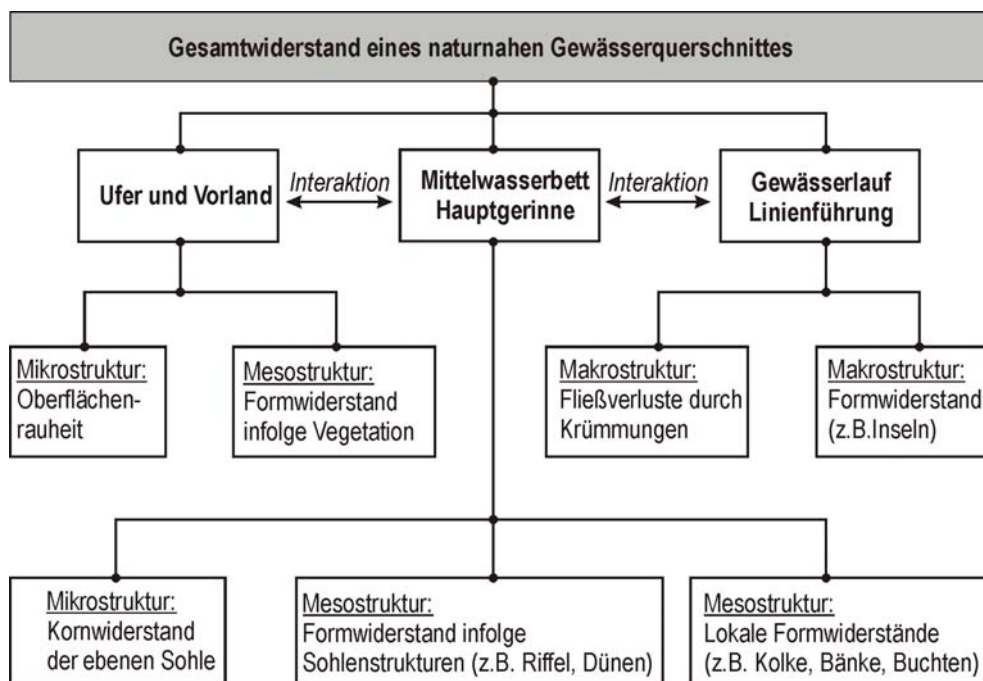 Gesamtwiderstand eines naturnahen Gewässerquerschnittes
Ufer und Vorland
Interaktion
Mittelwasserbett
Hauptgerinne
Interaktion
Gewässerlauf
Linienführung
Mikrostruktur:
Oberflächen-
rauheit
Mesostruktur:
Formwiderstand
infolge Vegetation
Makrostruktur:
Fließverluste durch
Krümmungen
Makrostruktur:
Formwiderstand
(z.B.Inseln)
Mikrostruktur:
Kornwiderstand
der ebenen Sohle
Mesostruktur:
Formwiderstand infolge
Sohlenstrukturen (z.B. Riffel, Dünen)
Mesostruktur:
Lokale Formwiderstände
(z.B. Kolke, Bänke, Buchten)